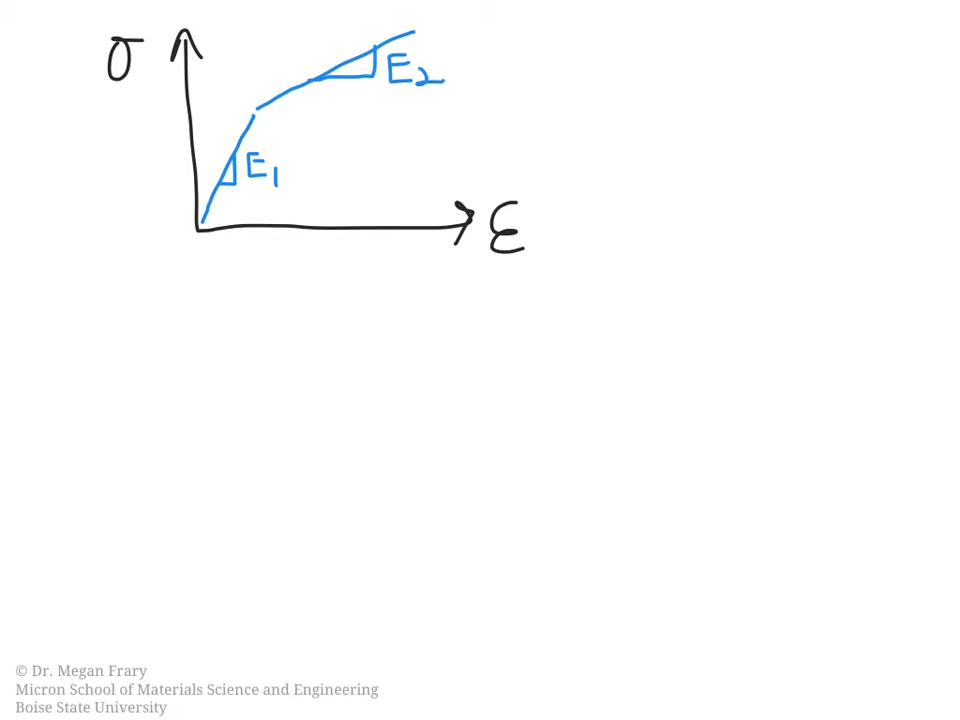 σ
E2
E1
ε
© Dr. Megan Frary
Micron School of Materials Science and Engineering
Boise State University